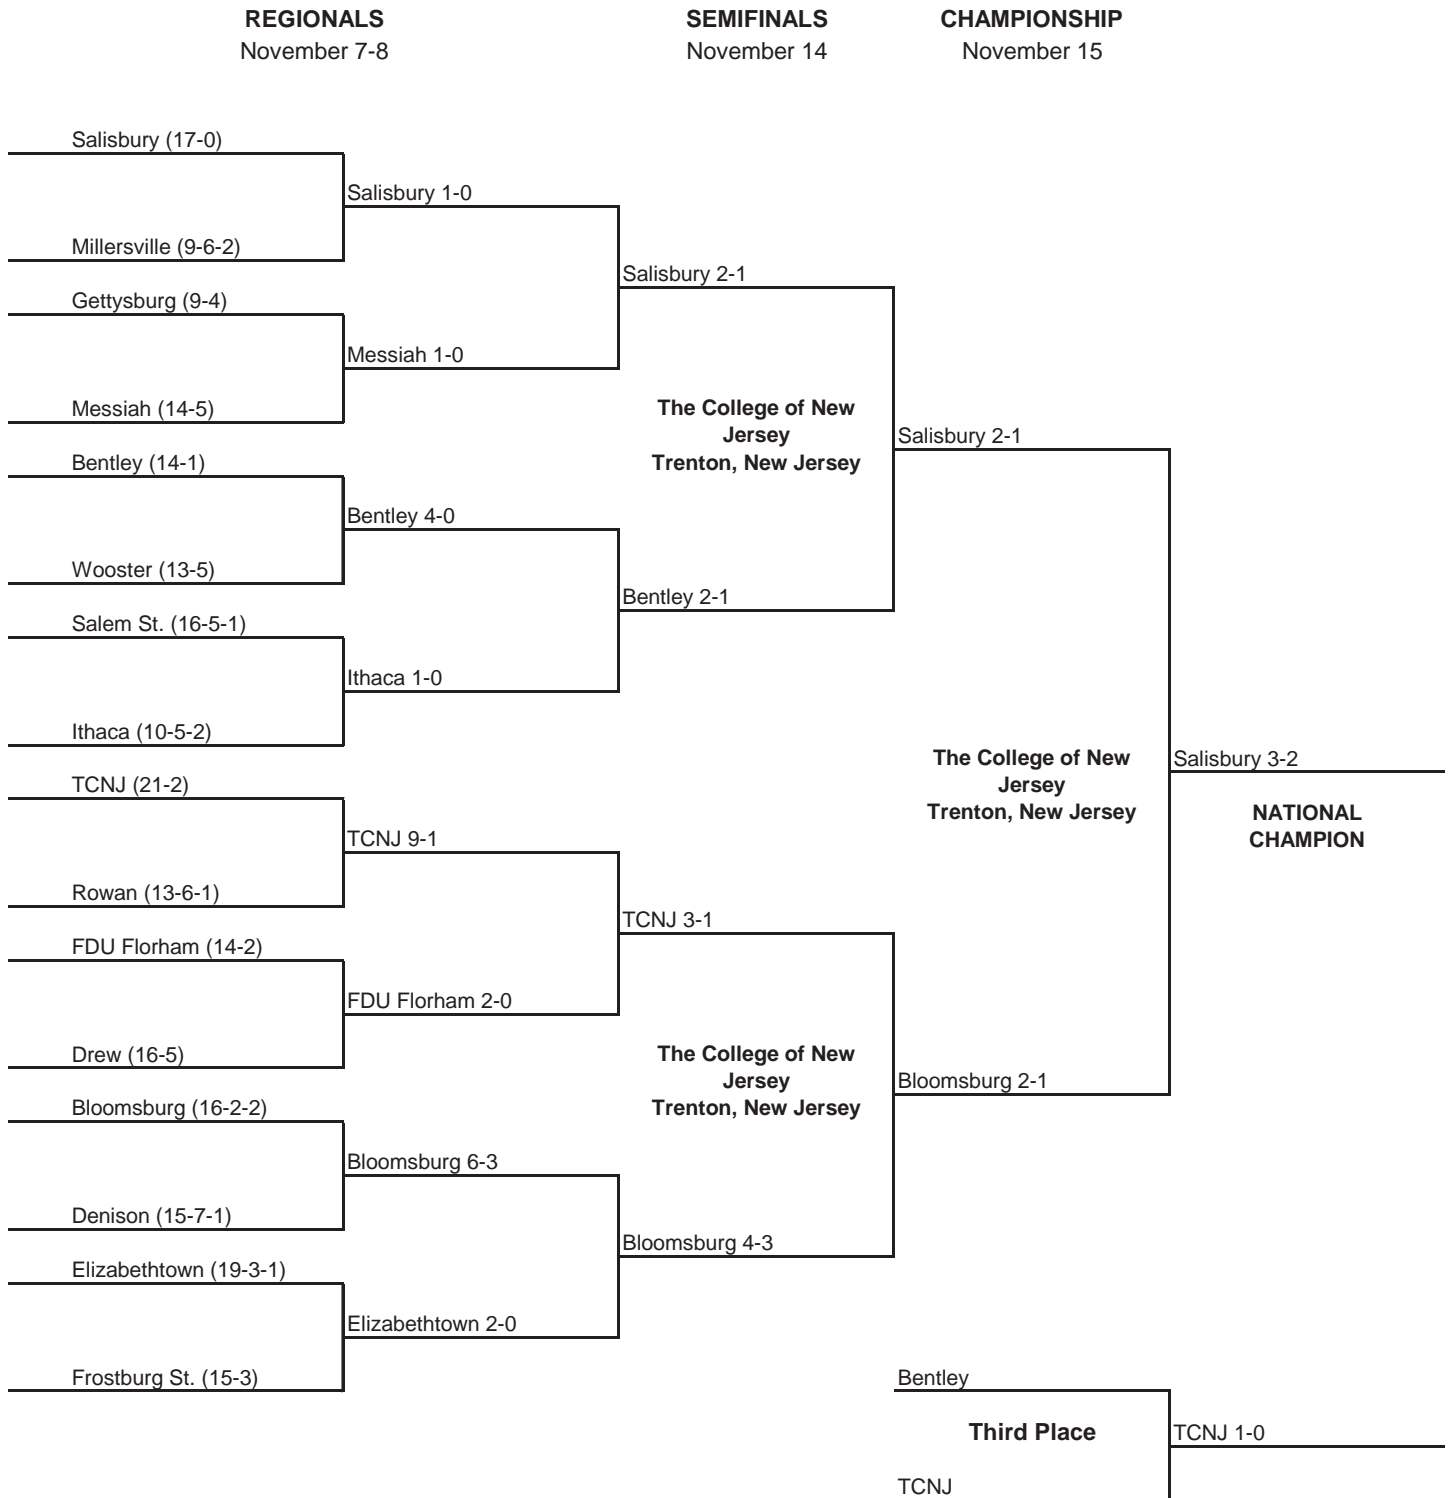 REGIONALS
November 7-8
SEMIFINALS
November 14
CHAMPIONSHIP
November 15
Salisbury (17-0)
Millersville (9-6-2)
Gettysburg (9-4)
Messiah (14-5)
Bentley (14-1)
Wooster (13-5)
Salem St. (16-5-1)
Ithaca (10-5-2)
TCNJ (21-2)
Rowan (13-6-1)
FDU Florham (14-2)
Drew (16-5)
Bloomsburg (16-2-2)
Denison (15-7-1)
Elizabethtown (19-3-1)
Frostburg St. (15-3)
Salisbury 1-0
Messiah 1-0
Bentley 4-0
Ithaca 1-0
TCNJ 9-1
FDU Florham 2-0
Bloomsburg 6-3
Elizabethtown 2-0
Salisbury 2-1
The College of New
Jersey
Trenton, New Jersey
Bentley 2-1
TCNJ 3-1
The College of New
Jersey
Trenton, New Jersey
Bloomsburg 4-3
Salisbury 2-1
The College of New
Jersey
Trenton, New Jersey
Bloomsburg 2-1
Salisbury 3-2
NATIONAL
CHAMPION
Bentley
Third Place
TCNJ
TCNJ 1-0